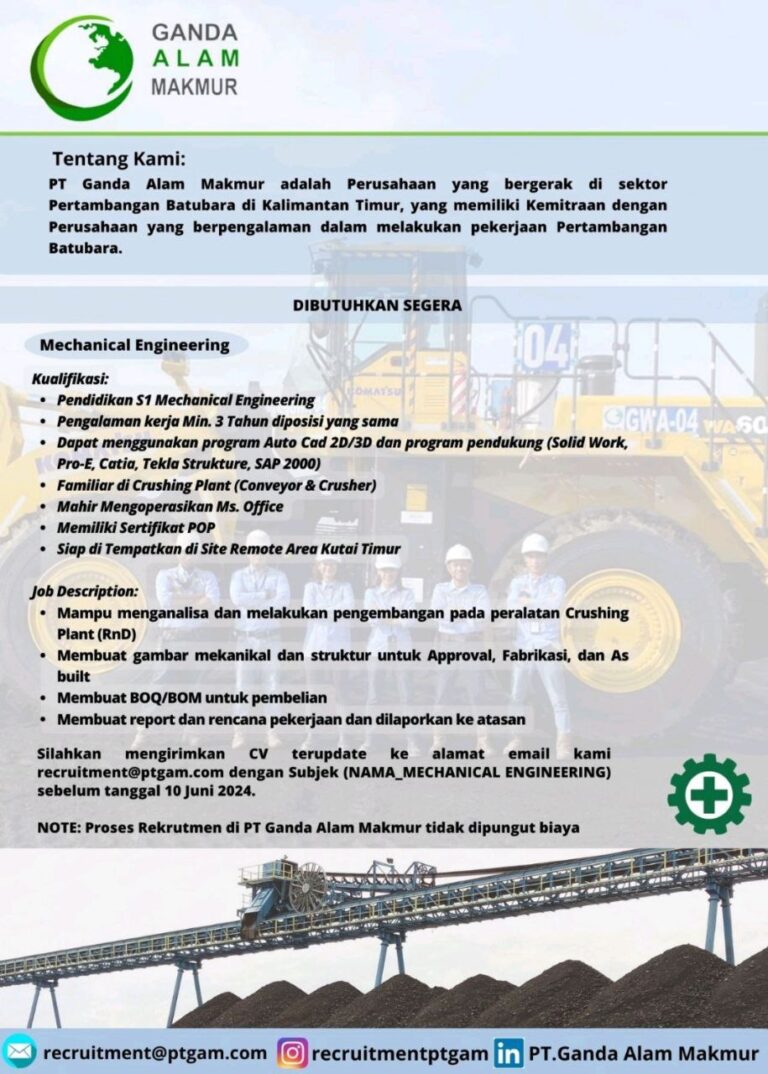 GANDA
ALAM
MAKMUR
Tentang Kami:
PT Ganda Alam Makmur adalah Perusahaan yang bergerak di sektor
Pertambangan Batubara di Kalimantan Timur, yang memiliki Kemitraan dengan
Perusahaan yang berpengalaman dalam melakukan pekerjaan Pertambangan
Batubara.
DIBUTUHKAN SEGERA
04
KOMATSU
GWA-04 WA60
Mechanical Engineering
Kualifikasi:
• Pendidikan S1 Mechanical Engineering
• Pengalaman kerja Min. 3 Tahun diposisi yang sama
• Dapat menggunakan program Auto Cad 2D/3D dan program pendukung (Solid Work,
Pro-E, Catia, Tekla Strukture, SAP 2000)
• Familiar di Crushing Plant (Conveyor & Crusher)
• Mahir Mengoperasikan Ms. Office
• Memiliki Sertifikat POP
• Siap di Tempatkan di Site Remote Area Kutai Timur
Job Description:
• Mampu menganalisa dan melakukan pengembangan pada peralatan Crushing
Plant (RnD)
• Membuat gambar mekanikal dan struktur untuk Approval, Fabrikasi, dan As
built
• Membuat BOQ/BOM untuk pembelian
• Membuat report dan rencana pekerjaan dan dilaporkan ke atasan
Silahkan mengirimkan CV terupdate ke alamat email kami
recruitment@ptgam.com dengan Subjek (NAMA_MECHANICAL ENGINEERING)
sebelum tanggal 10 Juni 2024.
NOTE: Proses Rekrutmen di PT Ganda Alam Makmur tidak dipungut biaya
recruitment@ptgam.com recruitmentptgam in PT.Ganda Alam Makmur